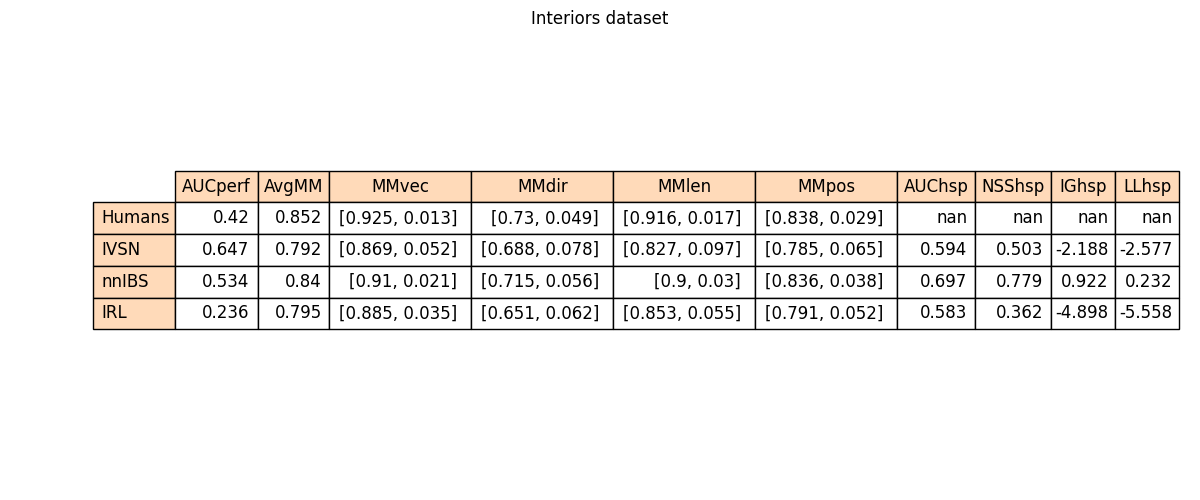 Interiors dataset
AUCperf AvgMM MMvec MMdir MMlen MMpos AUChsp NSShsp IGhsp LLhsp
Humans 0.42 0.852 [0.925, 0.013] [0.73, 0.049] [0.916, 0.017] [0.838, 0.029] nan nan nan nan
IVSN 0.647 0.792 [0.869, 0.052] [0.688, 0.078] [0.827, 0.097] [0.785, 0.065] 0.594 0.503 -2.188 -2.577
nnIBS 0.534 0.84 [0.91, 0.021] [0.715, 0.056] [0.9, 0.03] [0.836, 0.038] 0.697 0.779 0.922 0.232
IRL 0.236 0.795 [0.885, 0.035] [0.651, 0.062] [0.853, 0.055] [0.791, 0.052] 0.583 0.362 -4.898 -5.558